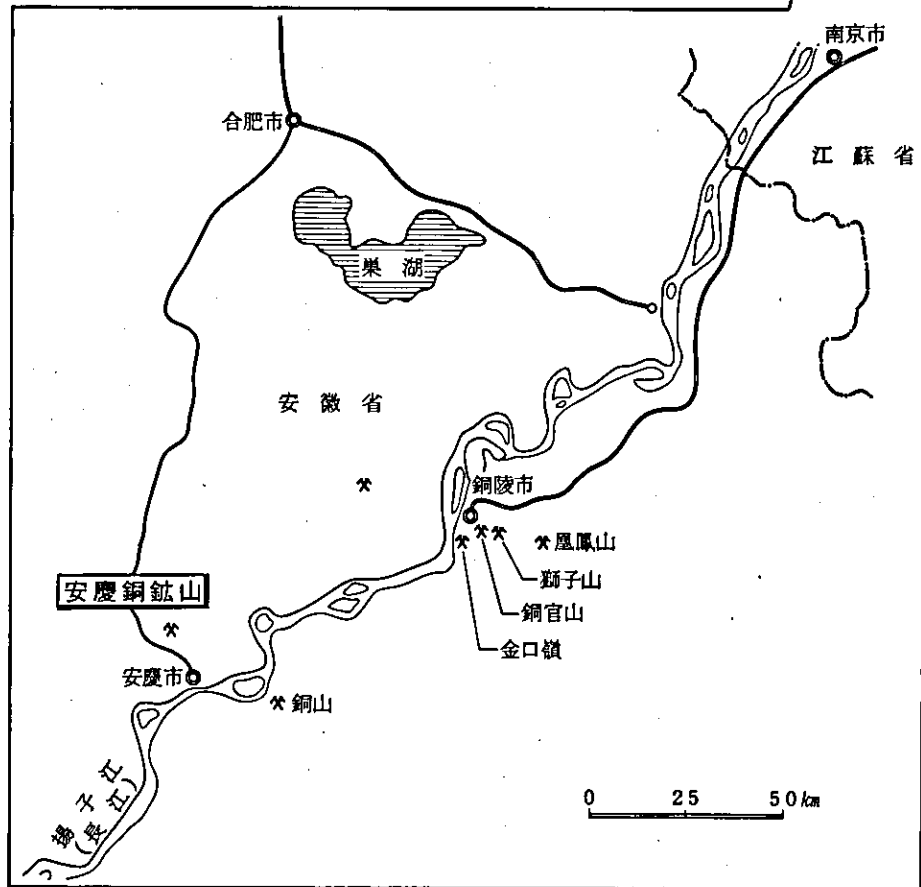 南京市
合肥市
江蘇省
巣湖
安徽省
銅陵市
凰鳳山
獅子山
銅官山
金口嶺
安慶銅鉱山
安慶市
銅山
揚子江
(長江)
0 25 50km